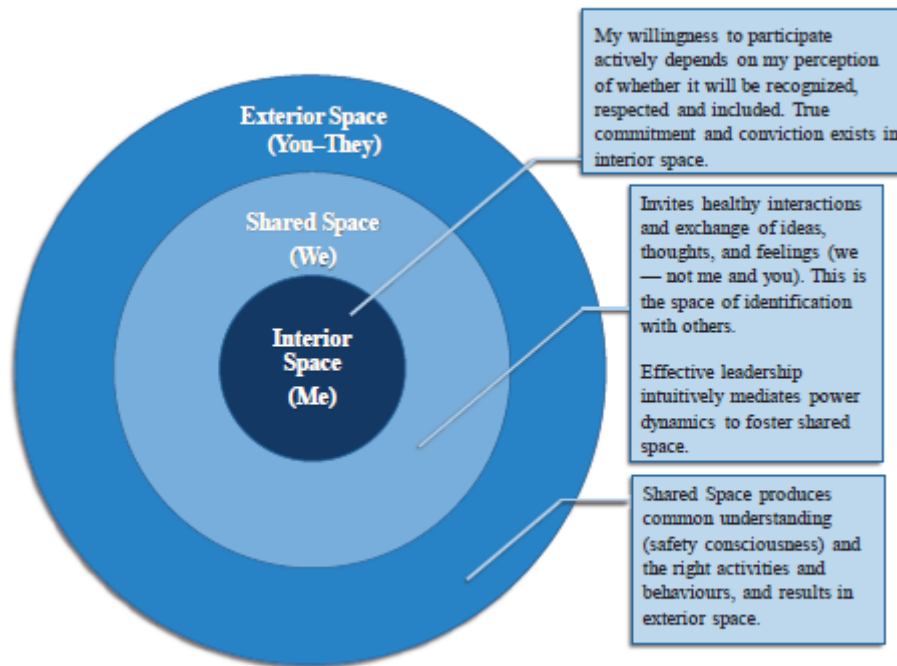 Exterior Space
(You–They)
Shared Space
(We)
Interior
Space
(Me)
My willingness to participate
actively depends on my perception
of whether it will be recognized,
respected and included. True
commitment and conviction exists in
interior space.
Invites healthy interactions
and exchange of ideas,
thoughts, and feelings (we
— not me and you). This is
the space of identification
with others.
Effective leadership
intuitively mediates power
dynamics to foster shared
space.
Shared Space produces
common understanding
(safety consciousness) and
the right activities and
behaviours, and results in
exterior space.